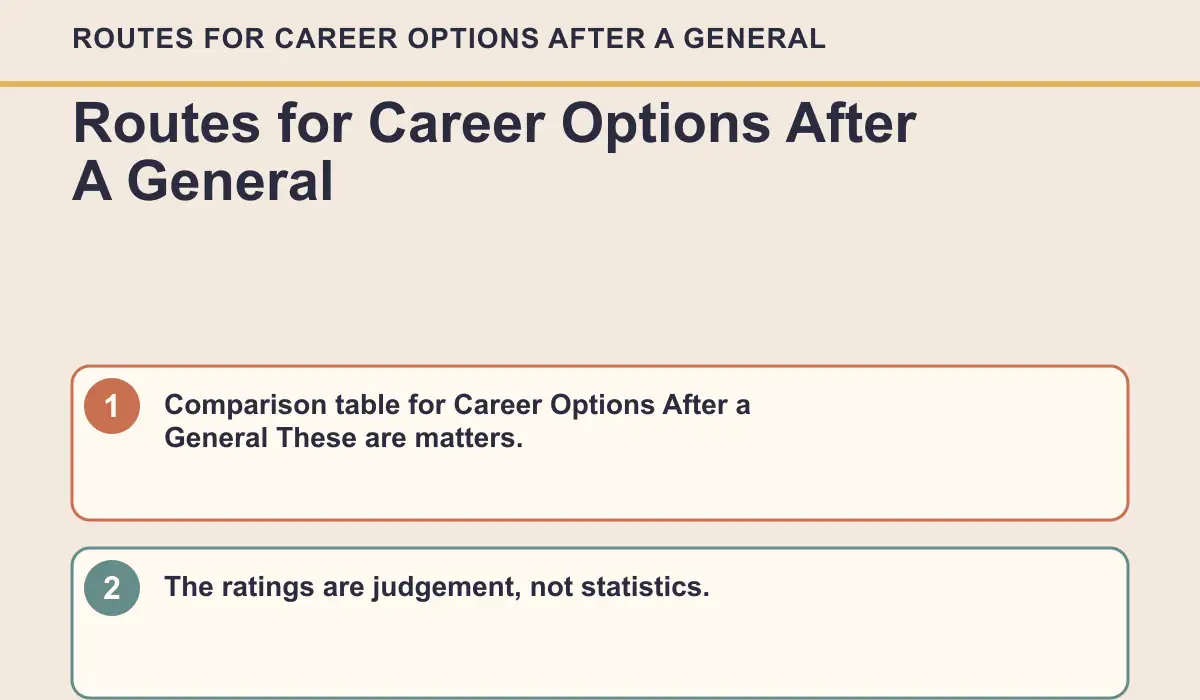 ROUTES FOR CAREER OPTIONS AFTER A GENERAL
Routes for Career Options After
A General
1
Comparison table for Career Options After a
General These are matters.
2
The ratings are judgement, not statistics.